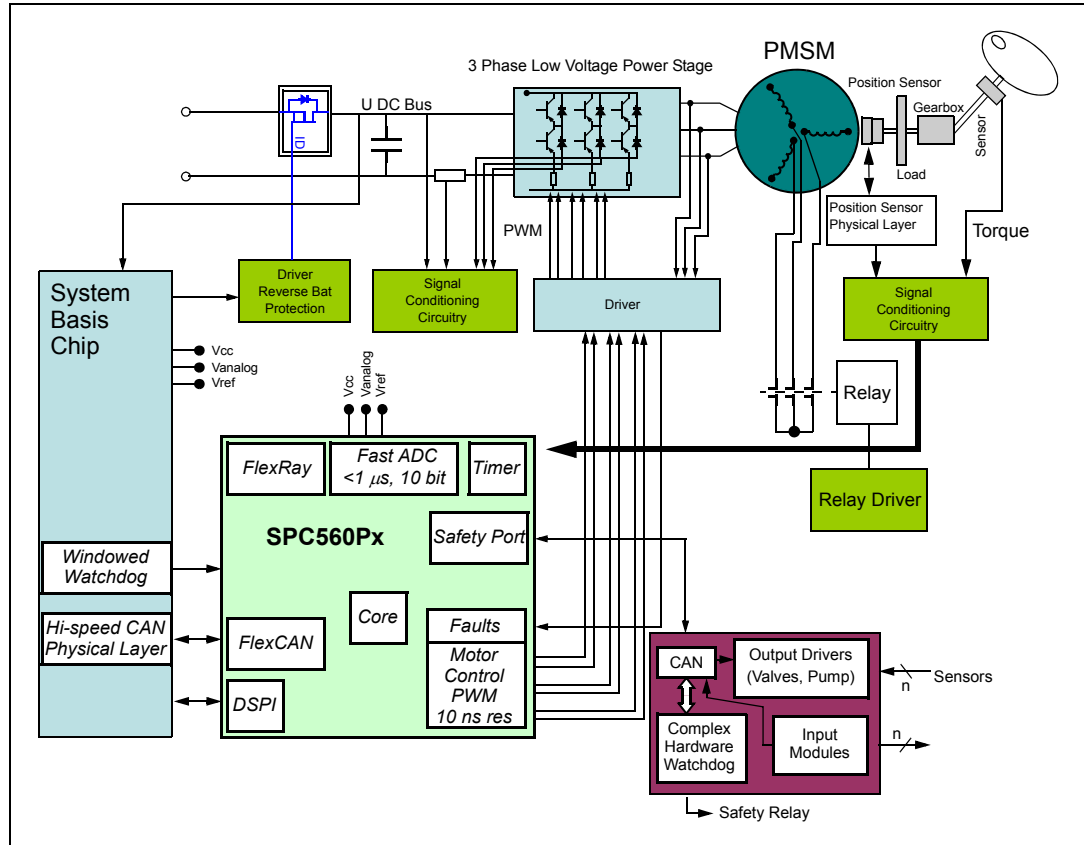 PMSM
3 Phase Low Voltage Power Stage
Position Sensor
U DC Bus
Gearbox
Sensor
ID
Load
Position Sensor
Physical Layer
PWM
Torque
System
Basis
Chip
Driver
Reverse Bat
Protection
Signal
Conditioning
Circuitry
Driver
Signal
Conditioning
Circuitry
Vcc
Vanalog
Vref
Vcc
Vanalog
Vref
Relay
FlexRay
Fast ADC
<1 µs, 10 bit
Timer
Relay Driver
SPC560Px
Safety Port
Windowed
Watchdog
Core
Hi-speed CAN
Physical Layer
FlexCAN
Faults
Motor
Control
PWM
10 ns res
DSPI
CAN
Output Drivers
(Valves, Pump)
n
Sensors
Complex
Hardware
Watchdog
Input
Modules
n
Safety Relay